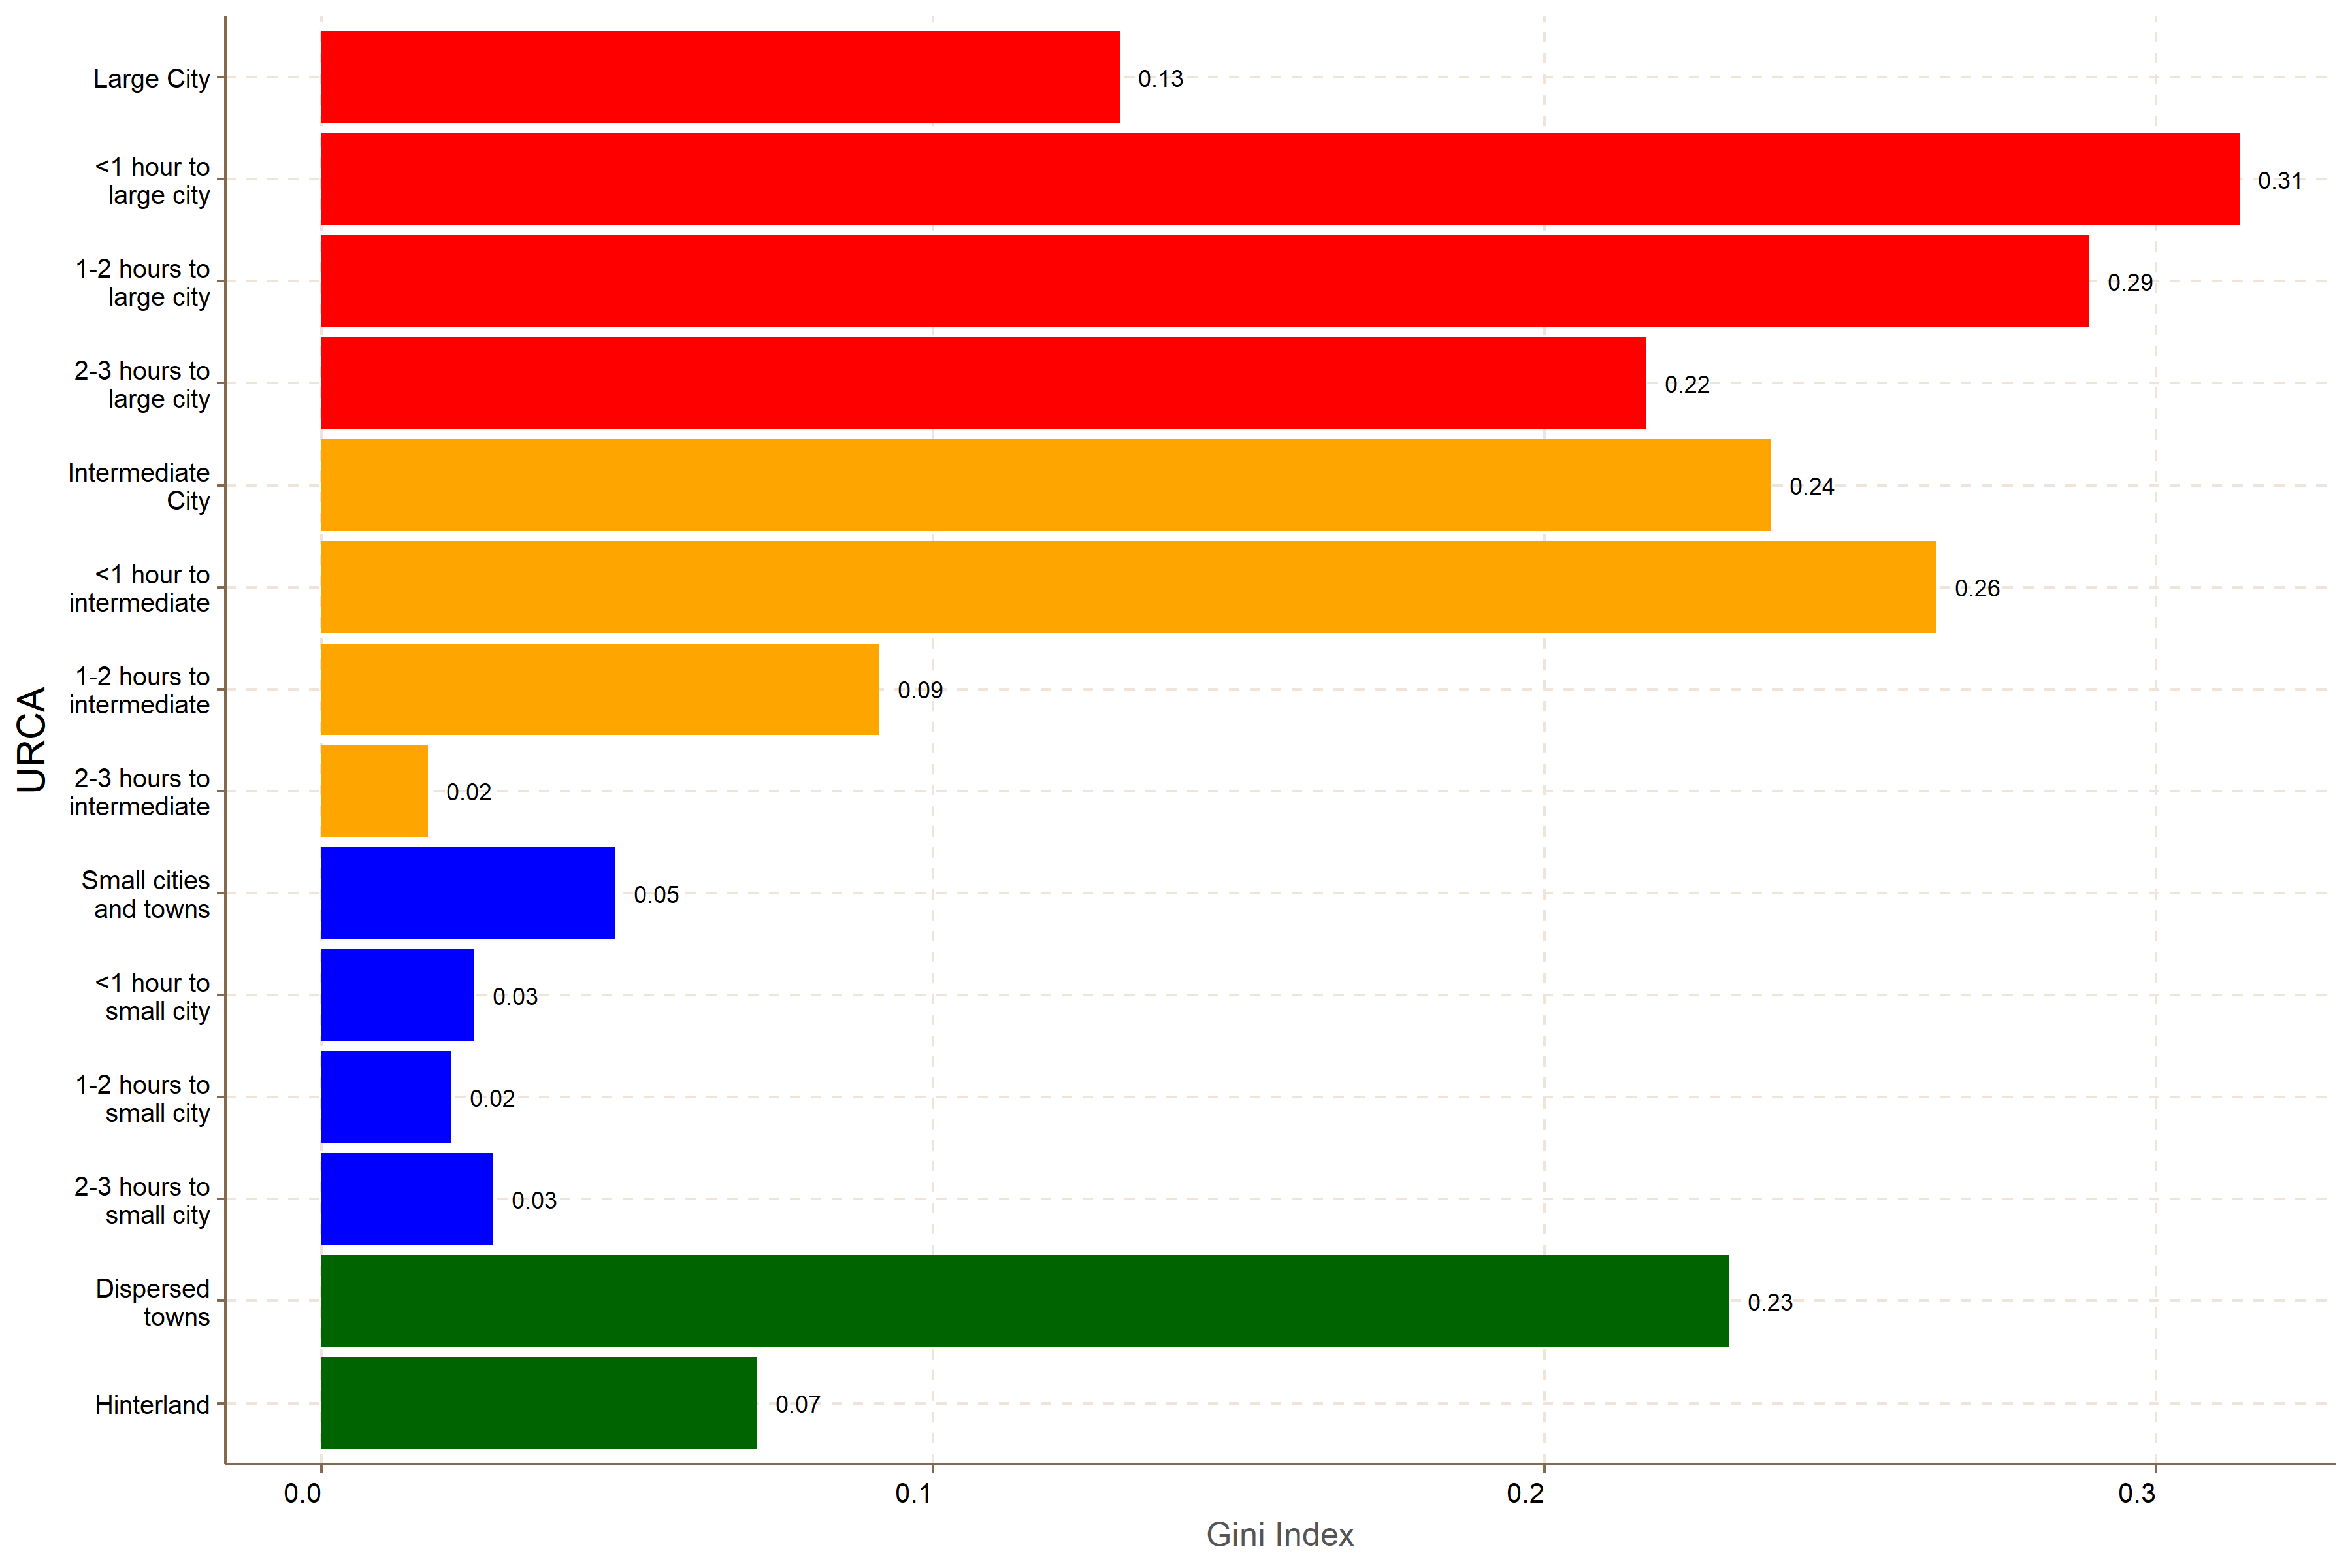 Large City
0.13
<1 hour to
large city
0.31
1-2 hours to
large city
0.29
2-3 hours to
large city
0.22
Intermediate
City
0.24
<1 hour to
intermediate
0.26
1-2 hours to
intermediate
0.09
2-3 hours to
intermediate
0.02
Small cities
and towns
0.05
<1 hour to
small city
0.03
1-2 hours to
small city
0.02
2-3 hours to
small city
0.03
Dispersed
towns
0.23
Hinterland
0.07
URCA
0.0 0.1 0.2 0.3
Gini Index